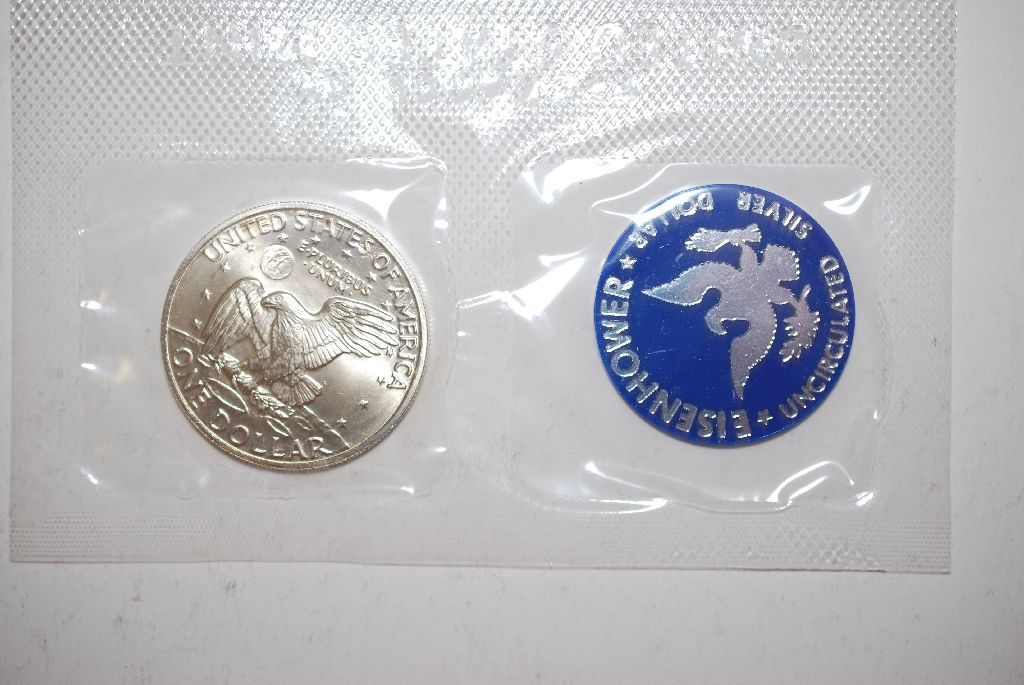 UNITED STATES OF AMERICA
E PLURIBUS
UNUM
ONE DOLLAR
EISENHOWER ★ UNCIRCULATED
SILVER DOLLAR ★